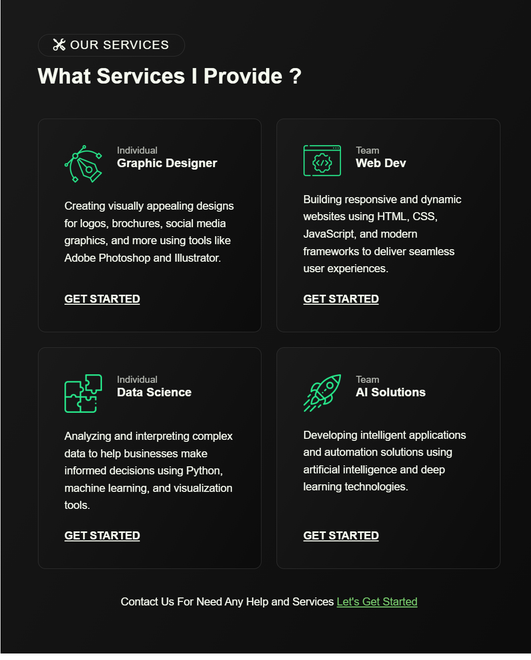 OUR SERVICES
What Services I Provide ?
Individual
Graphic Designer
Creating visually appealing designs
for logos, brochures, social media
graphics, and more using tools like
Adobe Photoshop and Illustrator.
GET STARTED
Team
Web Dev
Building responsive and dynamic
websites using HTML, CSS,
JavaScript, and modern
frameworks to deliver seamless
user experiences.
GET STARTED
Individual
Data Science
Analyzing and interpreting complex
data to help businesses make
informed decisions using Python,
machine learning, and visualization
tools.
GET STARTED
Team
AI Solutions
Developing intelligent applications
and automation solutions using
artificial intelligence and deep
learning technologies.
GET STARTED
Contact Us For Need Any Help and Services Let's Get Started